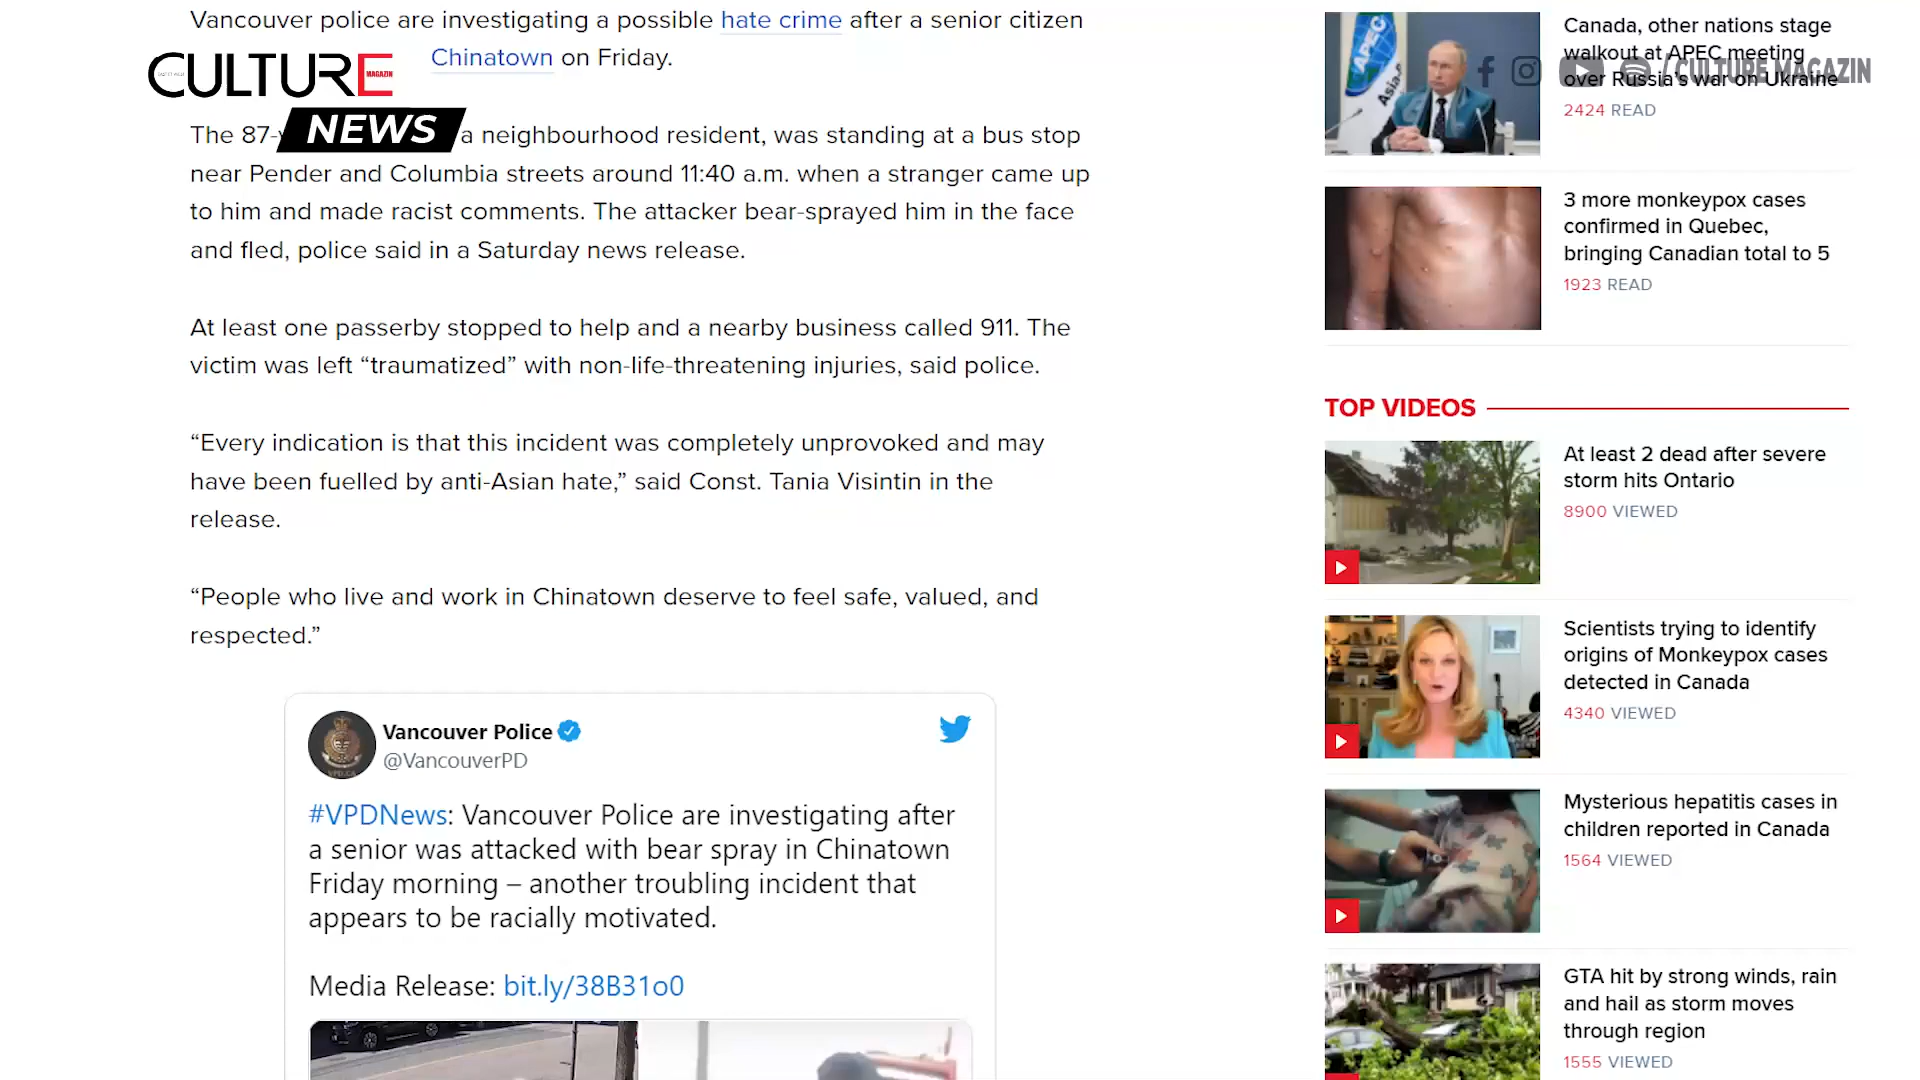 Vancouver police are investigating a possible hate crime after a senior citizen
Chinatown on Friday.
CULTURE
MAGAZIN
NEWS
The 87- a neighbourhood resident, was standing at a bus stop
near Pender and Columbia streets around 11:40 a.m. when a stranger came up
to him and made racist comments. The attacker bear-sprayed him in the face
and fled, police said in a Saturday news release.
At least one passerby stopped to help and a nearby business called 911. The
victim was left “traumatized” with non-life-threatening injuries, said police.
“Every indication is that this incident was completely unprovoked and may
have been fuelled by anti-Asian hate,” said Const. Tania Visintin in the
release.
“People who live and work in Chinatown deserve to feel safe, valued, and
respected.”
Vancouver Police
@VancouverPD
#VPDNews: Vancouver Police are investigating after
a senior was attacked with bear spray in Chinatown
Friday morning – another troubling incident that
appears to be racially motivated.
Media Release: bit.ly/38B31o0
Canada, other nations stage
walkout at APEC meeting
over Russia's war on Ukraine
/CULTURE MAGAZIN
2424 READ
APEC
Asia-P
3 more monkeypox cases
confirmed in Quebec,
bringing Canadian total to 5
1923 READ
TOP VIDEOS
At least 2 dead after severe
storm hits Ontario
8900 VIEWED
Scientists trying to identify
origins of Monkeypox cases
detected in Canada
4340 VIEWED
Mysterious hepatitis cases in
children reported in Canada
1564 VIEWED
GTA hit by strong winds, rain
and hail as storm moves
through region
1555 VIEWED